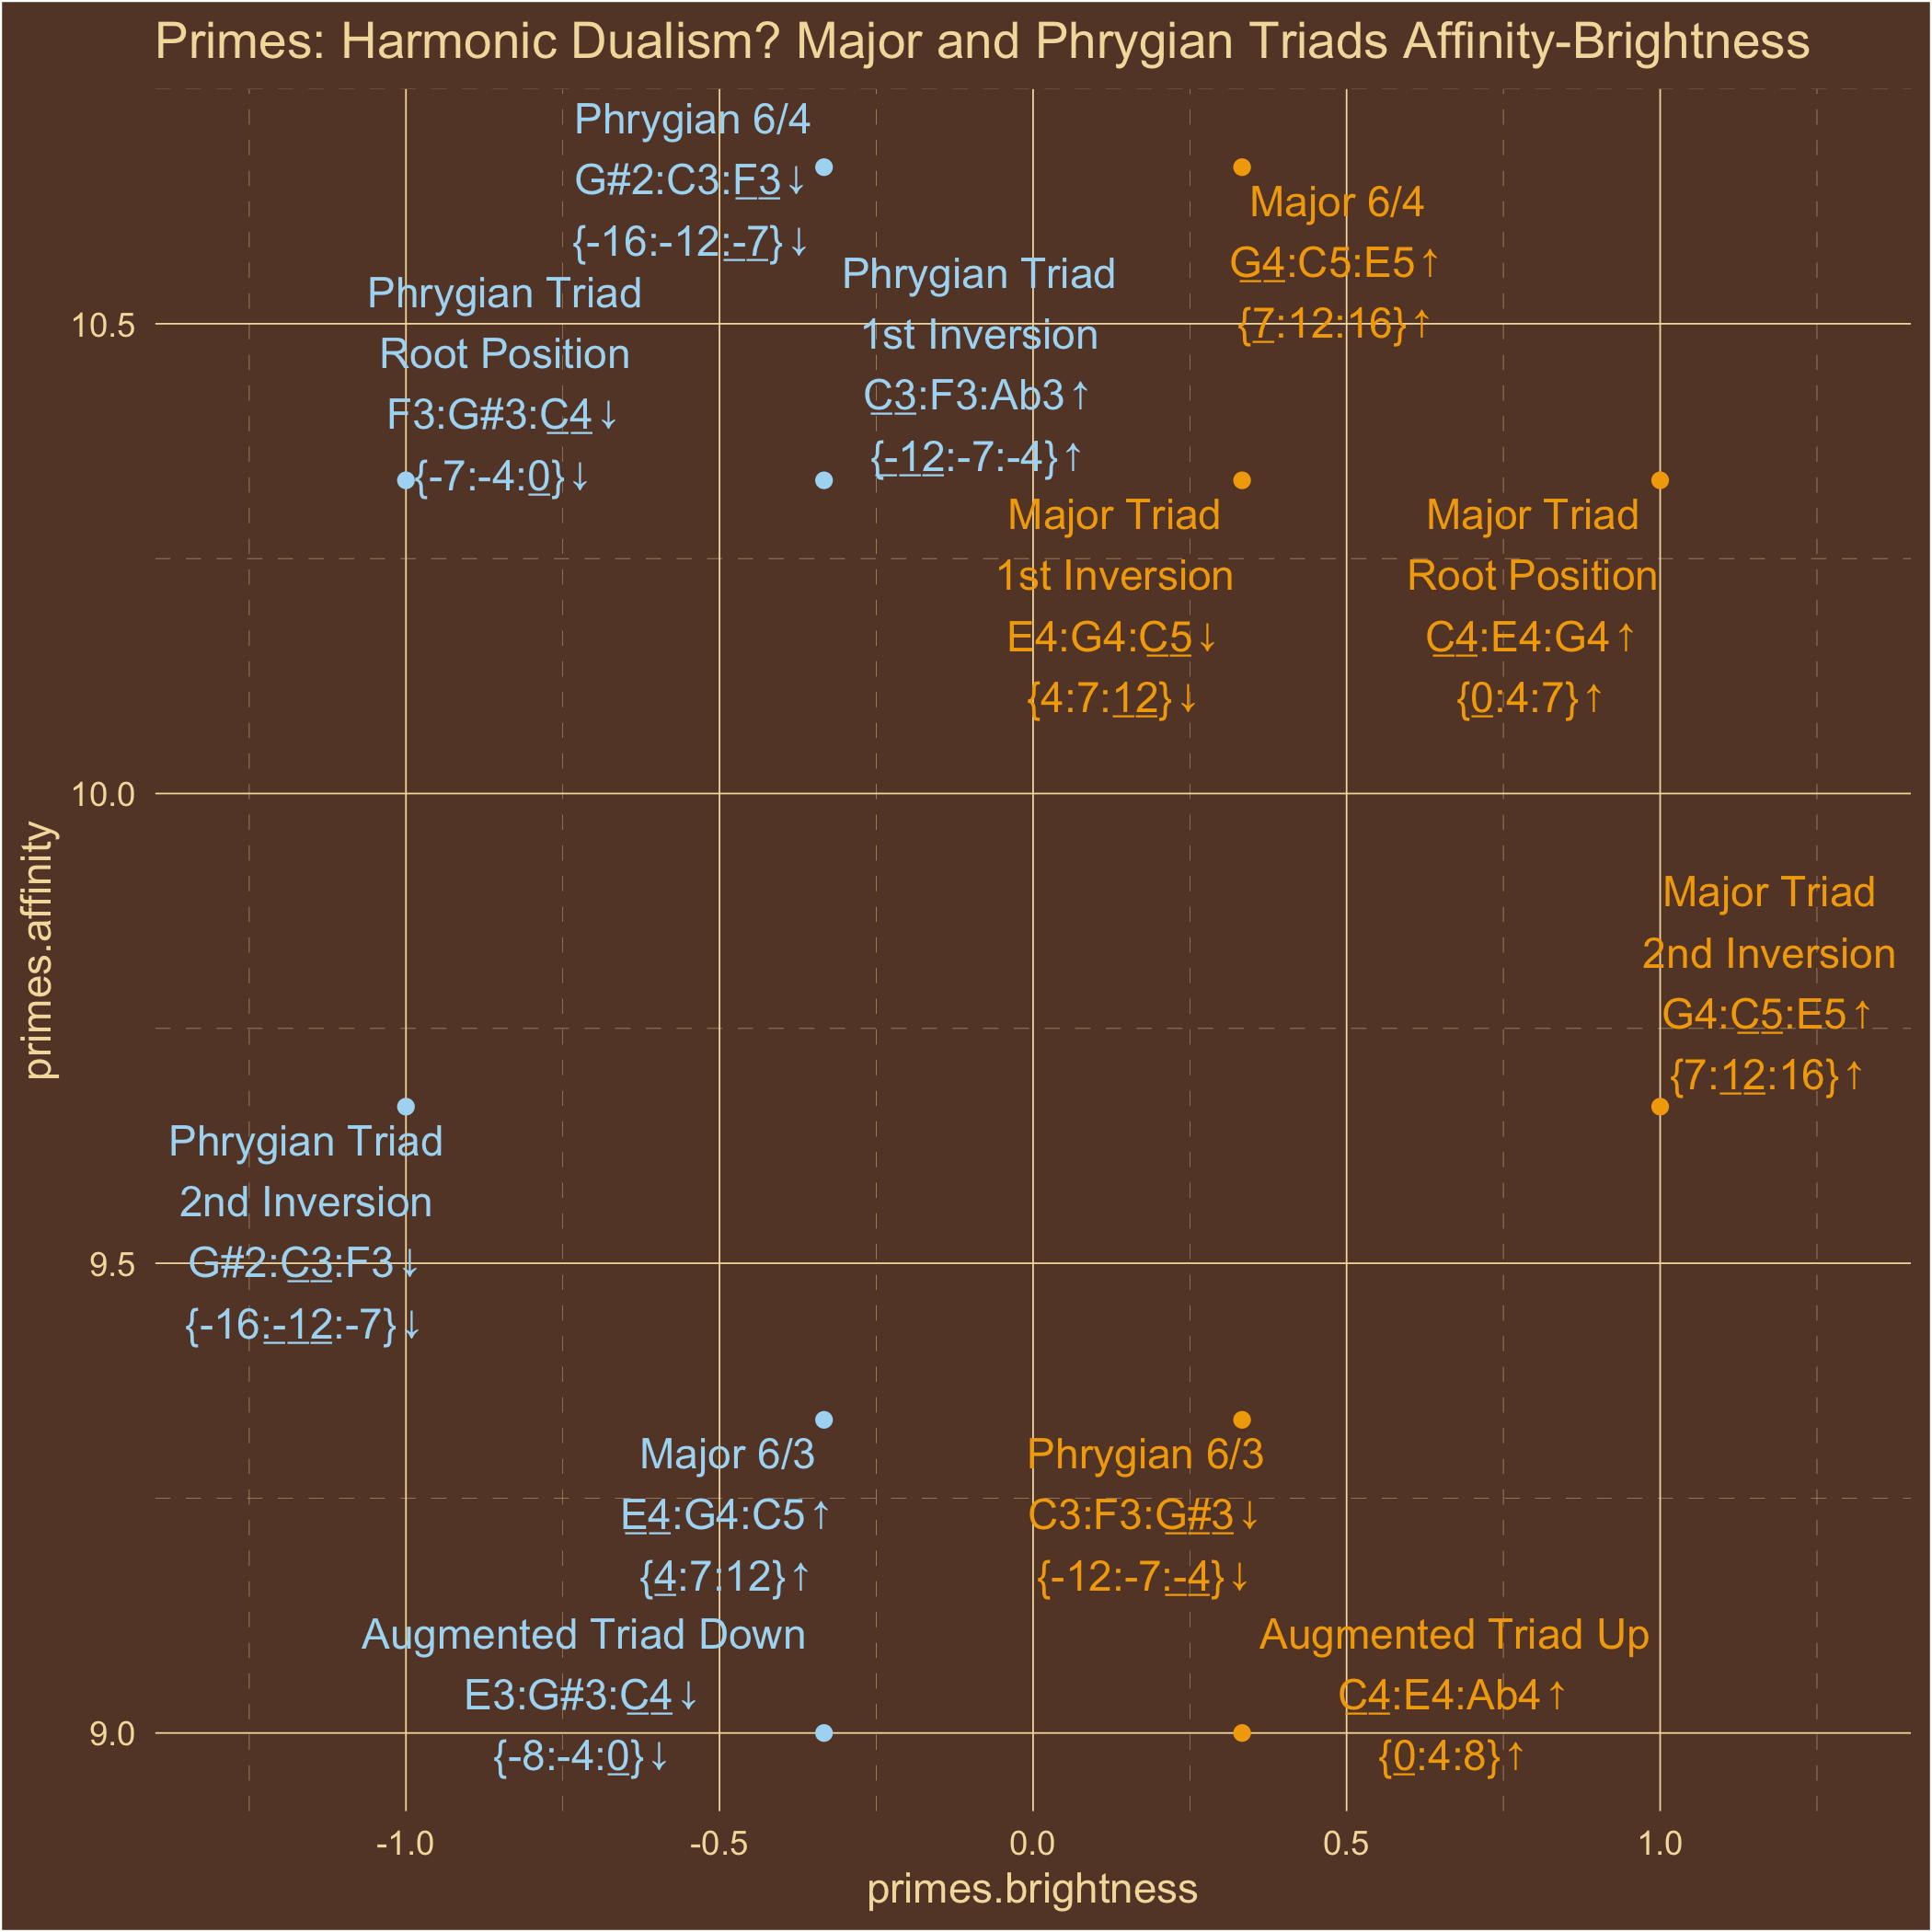 Primes: Harmonic Dualism? Major and Phrygian Triads Affinity-Brightness
Phrygian 6/4
G#2:C3:F3↓
{-16:-12:-7}↓
Major 6/4
G4:C5:E5↑
{7:12:16}↑
Phrygian Triad
Root Position
F3:G#3:C4↓
{-7:-4:0}↓
Phrygian Triad
1st Inversion
C3:F3:Ab3↑
{-12:-7:-4}↑
Major Triad
1st Inversion
E4:G4:C5↓
{4:7:12}↓
Major Triad
Root Position
C4:E4:G4↑
{0:4:7}↑
Major Triad
2nd Inversion
G4:C5:E5↑
{7:12:16}↑
Phrygian Triad
2nd Inversion
G#2:C3:F3↓
{-16:-12:-7}↓
Major 6/3
E4:G4:C5↑
{4:7:12}↑
Phrygian 6/3
C3:F3:G#3↓
{-12:-7:-4}↓
Augmented Triad Down
E3:G#3:C4↓
{-8:-4:0}↓
Augmented Triad Up
C4:E4:Ab4↑
{0:4:8}↑
10.5
10.0
9.5
9.0
primes.affinity
-1.0
-0.5
0.0
0.5
1.0
primes.brightness